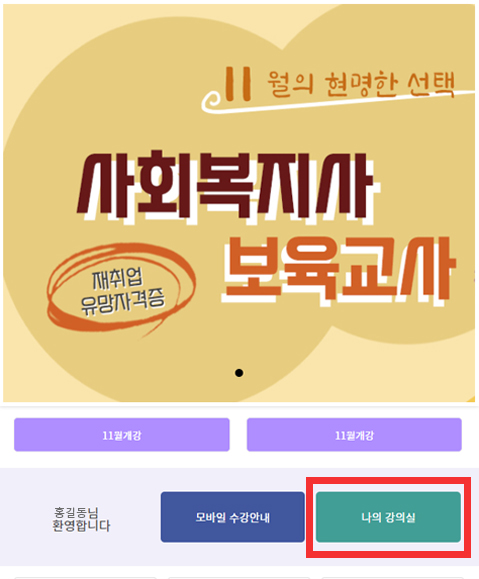 11월의 현명한 선택
사회복지사
보육교사
재취업
유망자격증
11월개강
11월개강
홍길동님
환영합니다
모바일 수강안내
나의 강의실